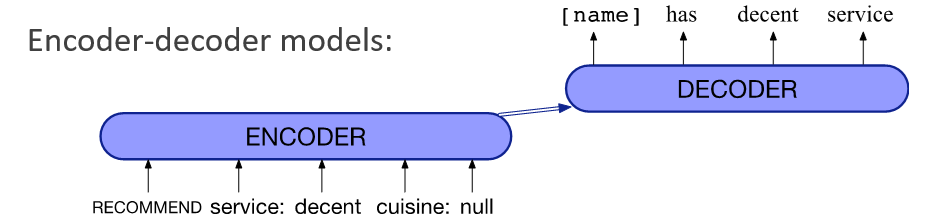 [name] has decent service
Encoder-decoder models:
DECODER
ENCODER
RECOMMEND service: decent cuisine: null